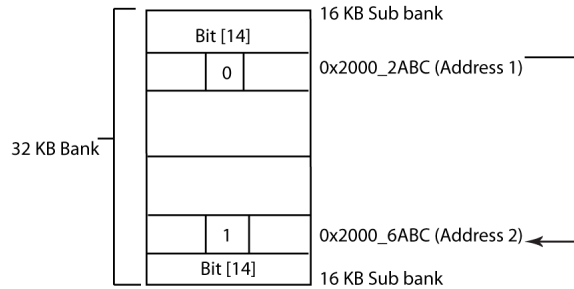 16 KB Sub bank
Bit [14]
0
0x2000_2ABC (Address 1)
32 KB Bank
1
0x2000_6ABC (Address 2)
Bit [14]
16 KB Sub bank